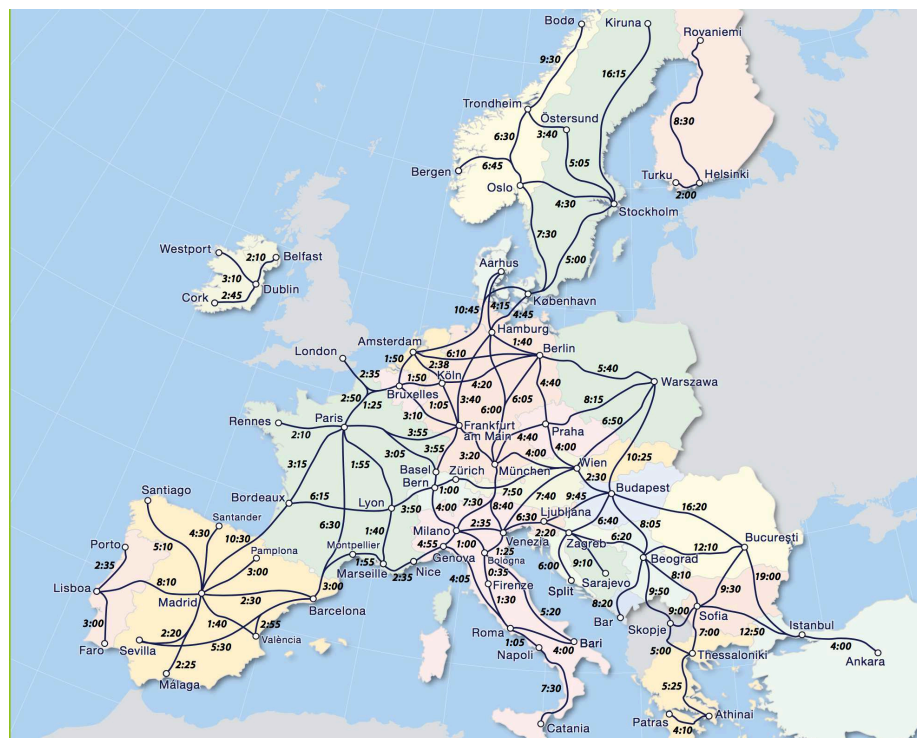 Bodø
Kiruna
Rovaniemi
9:30
16:15
Trondheim
Östersund
8:30
6:30
3:40
5:05
Bergen
6:45
Oslo
Turku
Helsinki
2:00
4:30
Stockholm
7:30
5:00
Westport
2:10
Belfast
3:10
Dublin
Cork
2:45
Aarhus
10:45
4:15
København
4:45
Hamburg
Amsterdam
1:40
London
1:50
6:10
Berlin
2:38
5:40
2:35
1:50
Köln
Bruxelles
4:20
4:40
Warszawa
2:50
1:25
1:05
3:40
6:05
8:15
Rennes
Paris
3:10
6:00
6:50
2:10
3:55
Frankfurt
am Main
4:40
Praha
4:00
3:15
1:55
3:05
3:55
3:20
4:00
10:25
Basel
Zürich
München
Wien
2:30
Bern
1:00
Santiago
Bordeaux
6:15
Lyon
3:50
4:00
7:30
7:50
8:40
7:40
9:45
Budapest
16:20
Santander
4:30
10:30
6:30
Milano
6:30
Ljubljana
6:40
8:05
Porto
5:10
Pamplona
1:40
4:55
1:00
2:35
Venezia
2:20
Zagreb
6:20
12:10
Bucureşti
2:35
3:00
Montpellier
1:55
Genova
1:25
Bologna
Beograd
Marseille
2:35
Nice
0:35
6:00
9:10
8:10
19:00
Lisboa
8:10
Madrid
2:30
3:00
4:05
Firenze
Split
Sarajevo
9:50
9:30
Barcelona
1:30
8:20
9:00
3:00
1:40
2:55
5:20
Bar
Sofia
Faro
Sevilla
2:20
5:30
València
Roma
Bari
Skopje
7:00
12:50
Istanbul
1:05
Napoli
4:00
5:00
Thessaloniki
4:00
Ankara
2:25
Málaga
7:30
5:25
Catania
Patras
Athinai
4:10